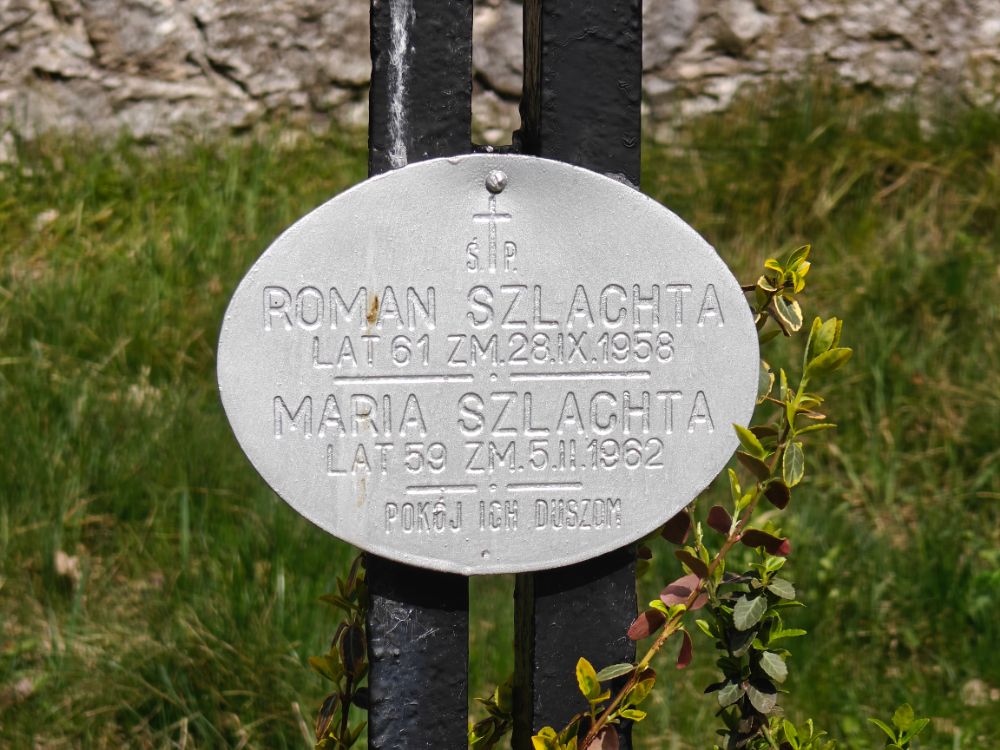 Ś. P.
ROMAN SZLACHTA
LAT 61 ZM. 28.IX.1958
MARIA SZLACHTA
LAT 59 ZM. 5.II.1962
POKÓJ ICH DUSZOM